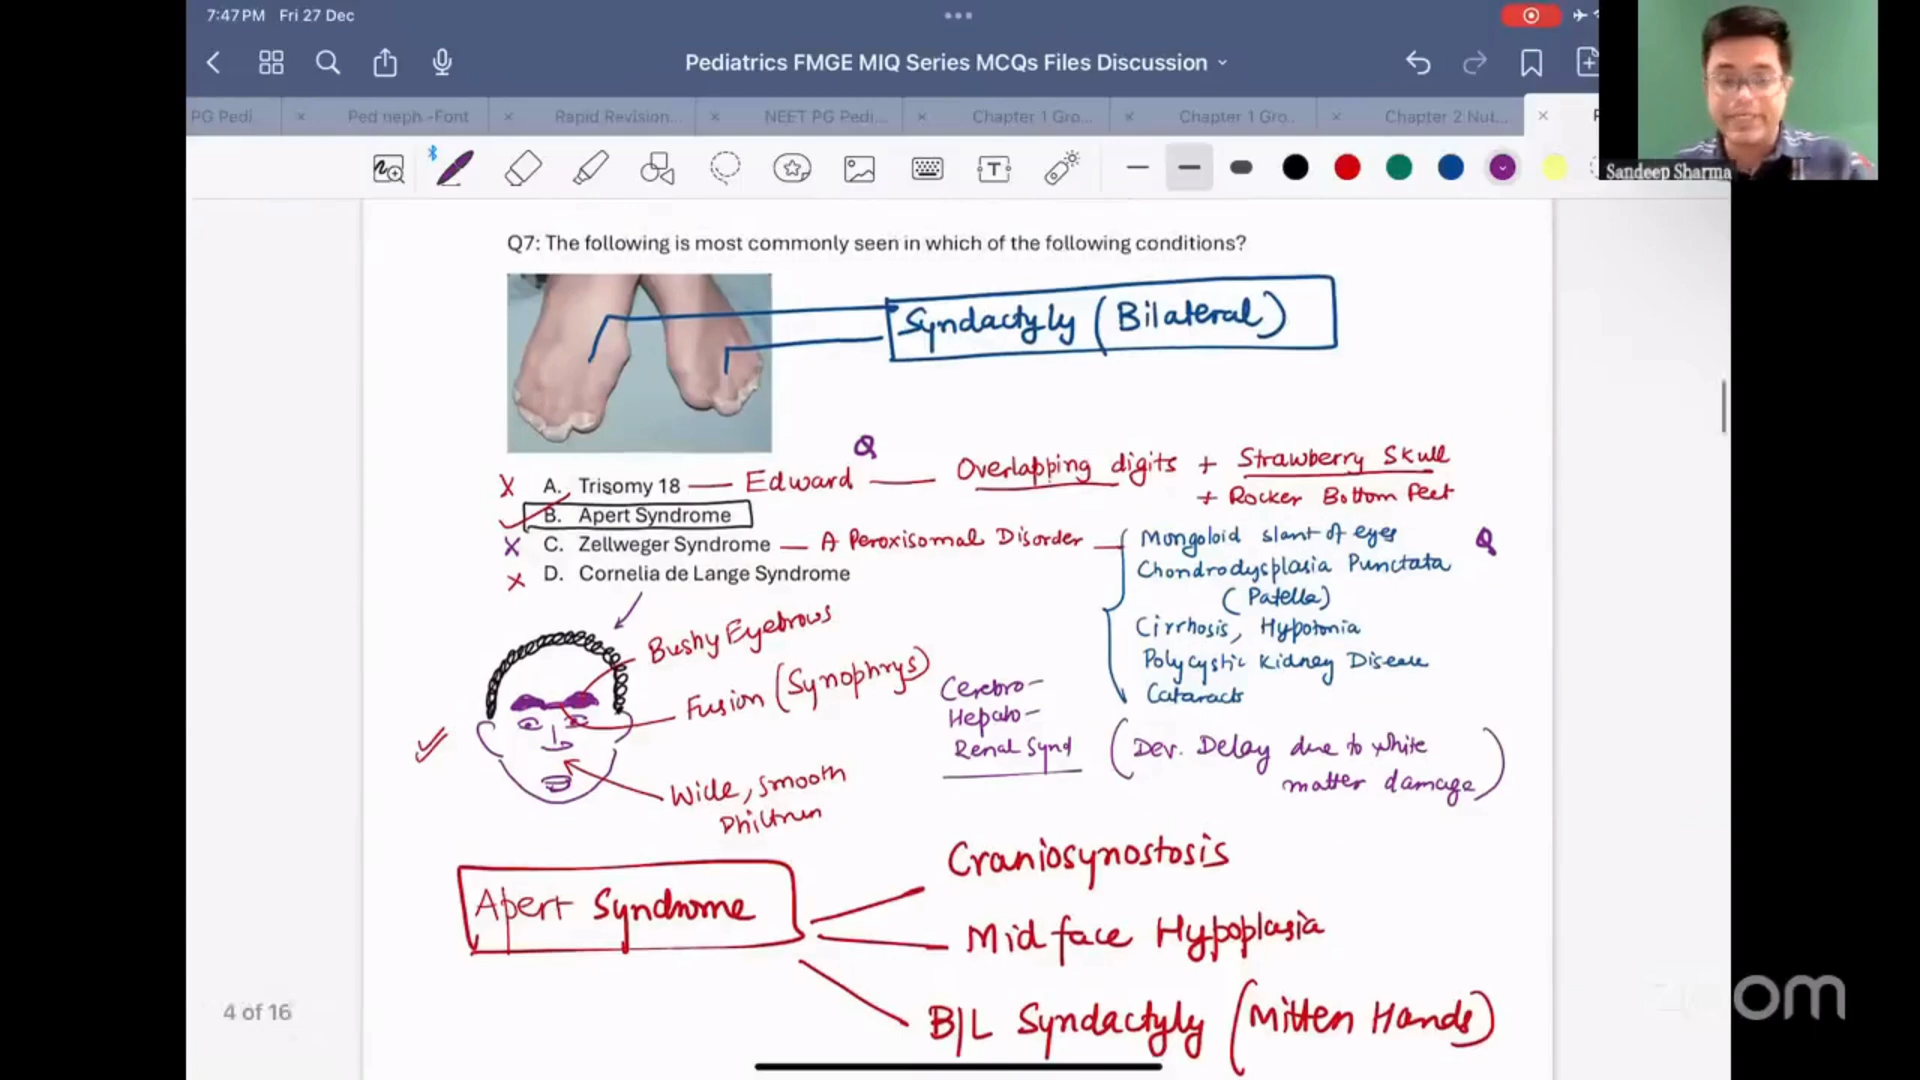 7:47 PM Fri 27 Dec
Pediatrics FMGE MIQ Series MCQs Files Discussion
PG Pedi
Ped neph -Font
Rapid Revision...
NEET PG Pedi...
Chapter 1 Gro...
Chapter 1 Gro..
Chapter 2 Nut...
Sandeep Sharma
Q7: The following is most commonly seen in which of the following conditions?
Syndactyly (Bilateral)
Q
X A. Trisomy 18 — Edward — Overlapping digits + Strawberry Skull
+ Rocker Bottom feet
B. Apert Syndrome
X C. Zellweger Syndrome — A Peroxisomal Disorder
X D. Cornelia de Lange Syndrome
Mongoloid slant of eyes
Q
Chondrodysplasia Punctata
(Patella)
Cirrhosis, Hypotonia
Polycystic Kidney Disease
Cataracts
Bushy Eyebrows
Fusion (Synophrys)
Wide, Smooth
Philtrum
Cerebro-
Hepato-
Renal Synd
(Dev. Delay due to white
matter damage)
Apert Syndrome
Craniosynostosis
Mid face Hypoplasia
B/L Syndactyly (Mitten Hands)
4 of 16
zoom